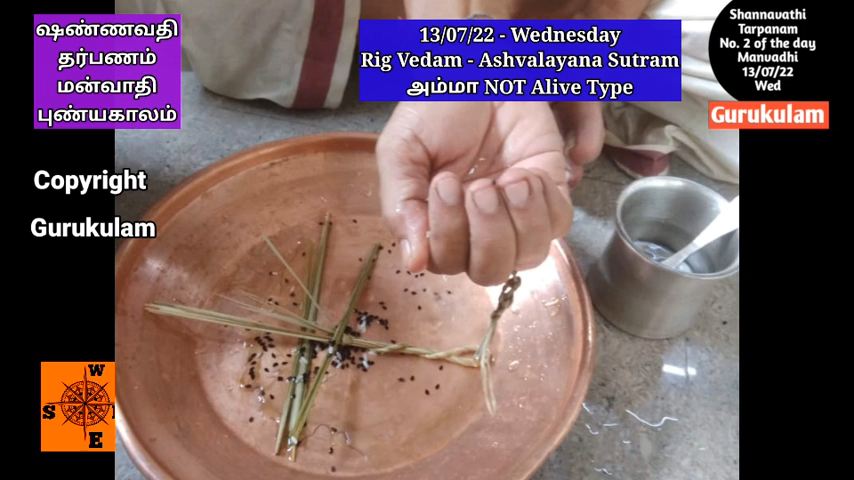 ஷண்ணவதி
தர்பணம்
மன்வாதி
புண்யகாலம்
13/07/22 - Wednesday
Rig Vedam - Ashvalayana Sutram
அம்மா NOT Alive Type
Shannavathi
Tarpanam
No. 2 of the day
Manvadhi
13/07/22
Wed
Gurukulam
Copyright
Gurukulam
W
S
E